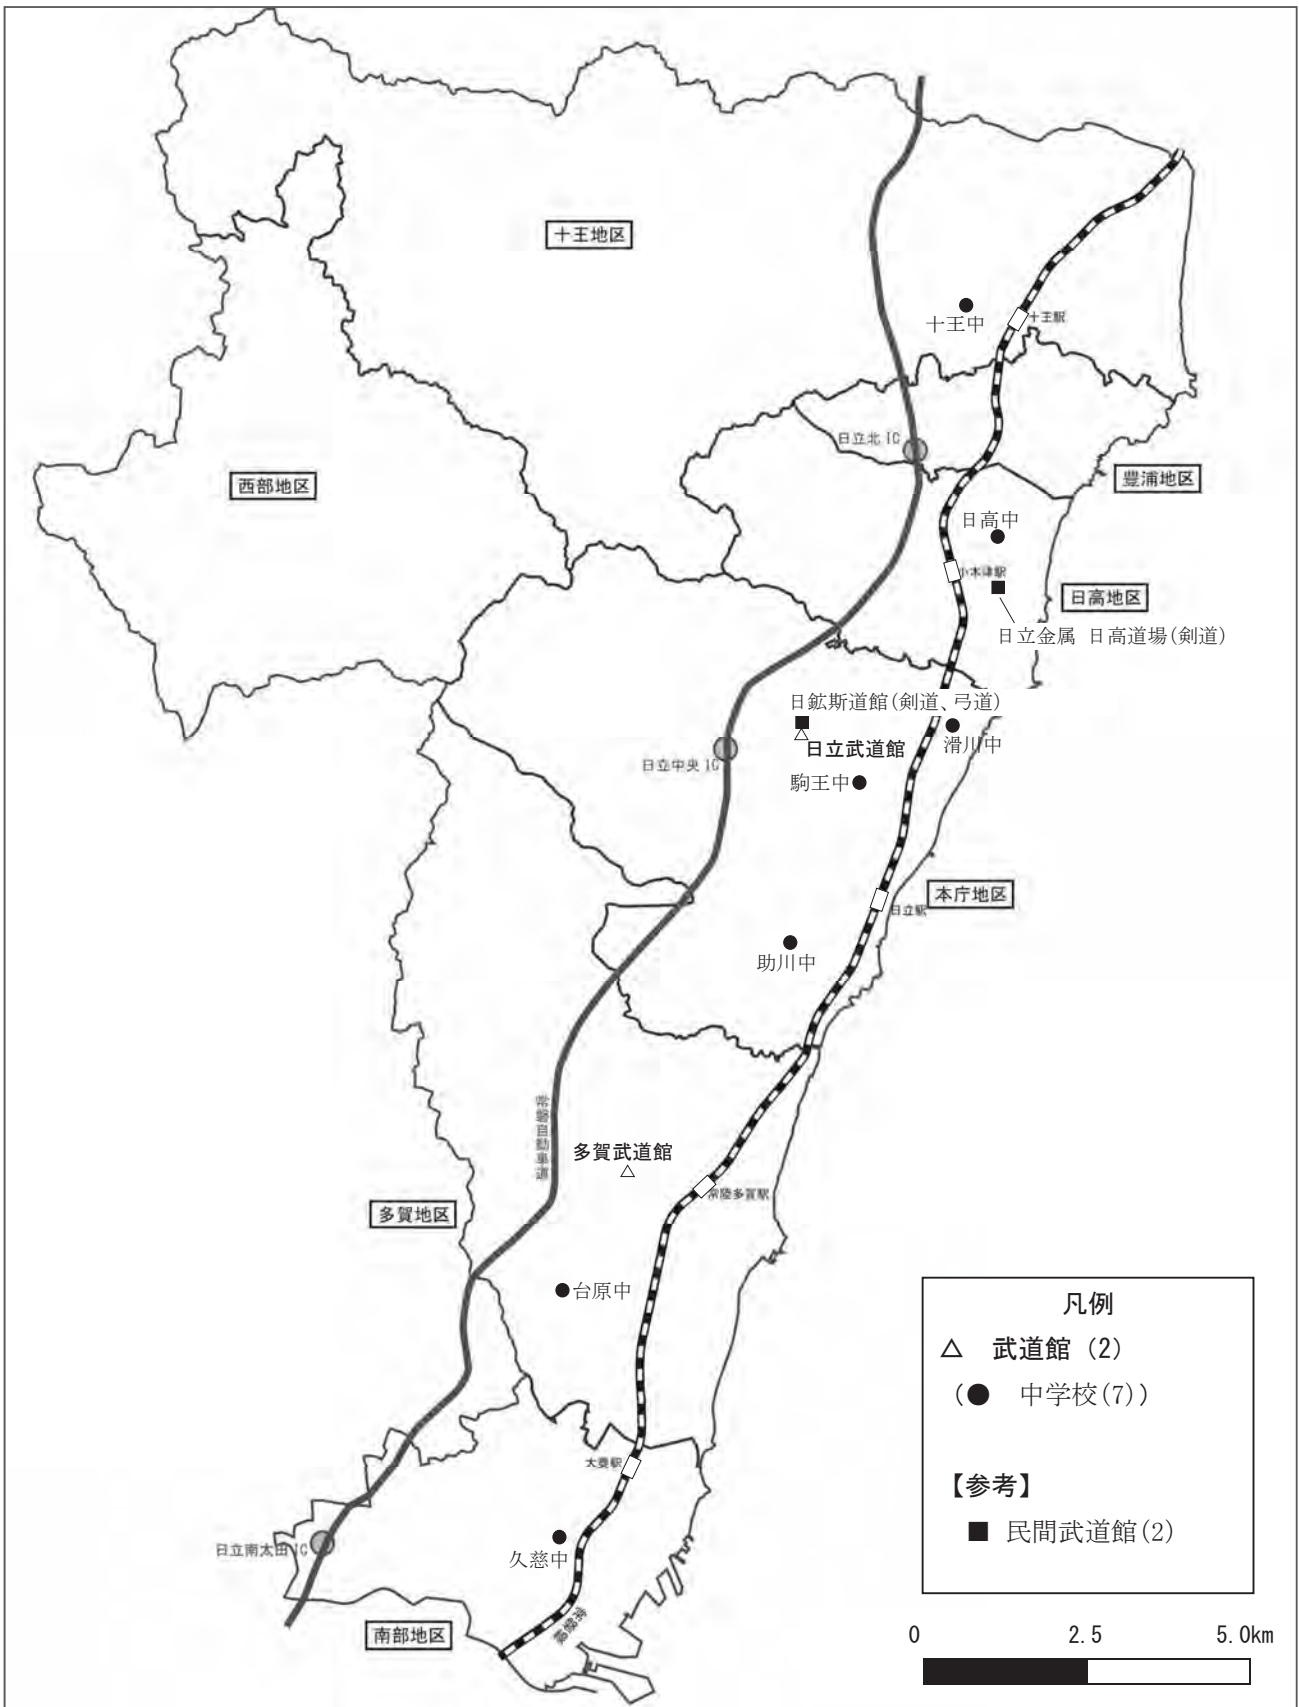 十王地区
十王中
十王駅
日立北IC
西部地区
豊浦地区
日高中
小木津駅
日高地区
日立金属 日高道場(剣道)
日鉱斯道館(剣道、弓道)
日立武道館
滑川中
日立中央IC
駒王中
本庁地区
日立駅
助川中
常磐自動車道
多賀武道館
常陸多賀駅
多賀地区
台原中
大甕駅
日立南太田IC
久慈中
常磐線
南部地区
凡例
△ 武道館 (2)
(● 中学校(7))
【参考】
■ 民間武道館(2)
0 2.5 5.0km